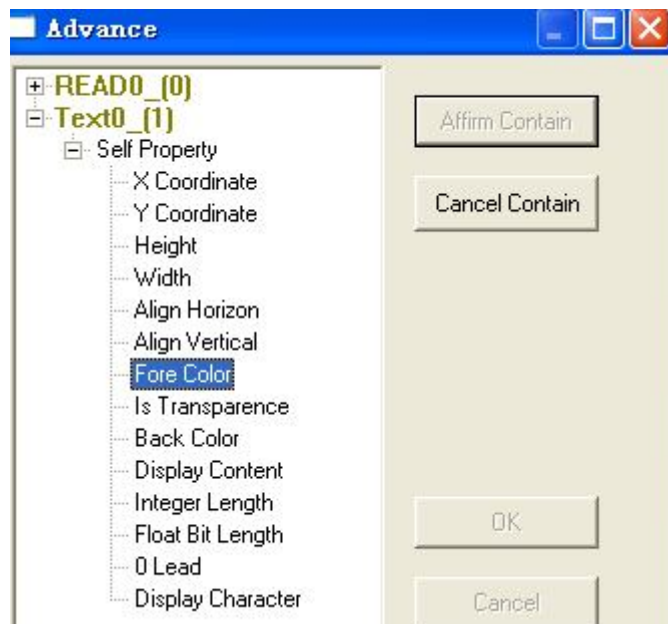 Advance
READ0_(0)
Text0_(1)
Self Property
X Coordinate
Y Coordinate
Height
Width
Align Horizon
Align Vertical
Fore Color
Is Transparence
Back Color
Display Content
Integer Length
Float Bit Length
0 Lead
Display Character
Affirm Contain
Cancel Contain
OK
Cancel